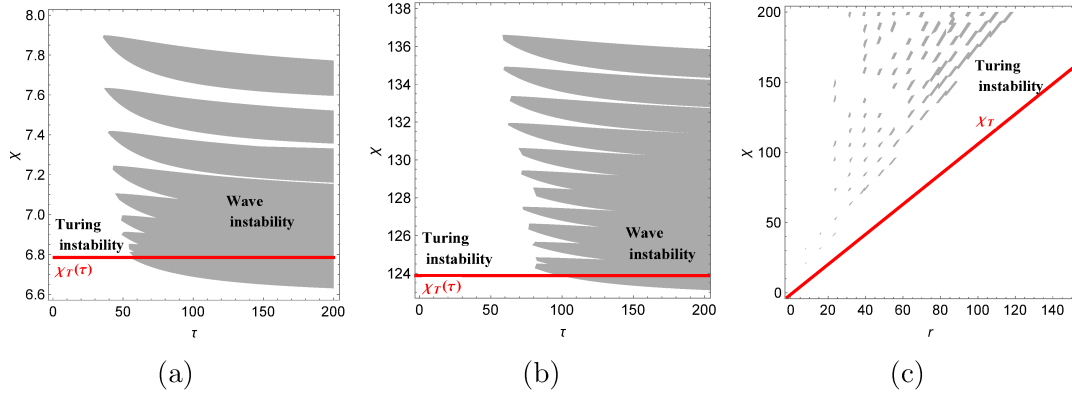 8.0
7.8
7.6
7.4
7.2
7.0
6.8
6.6
χ
0
50
100
150
200
τ
Wave
instability
Turing
instability
χT(τ)
(a)
138
136
134
132
130
128
126
124
χ
0
50
100
150
200
τ
Wave
instability
Turing
instability
χT(τ)
(b)
200
150
100
50
0
χ
0
20
40
60
80
100
120
140
r
Turing
instability
χT
(c)